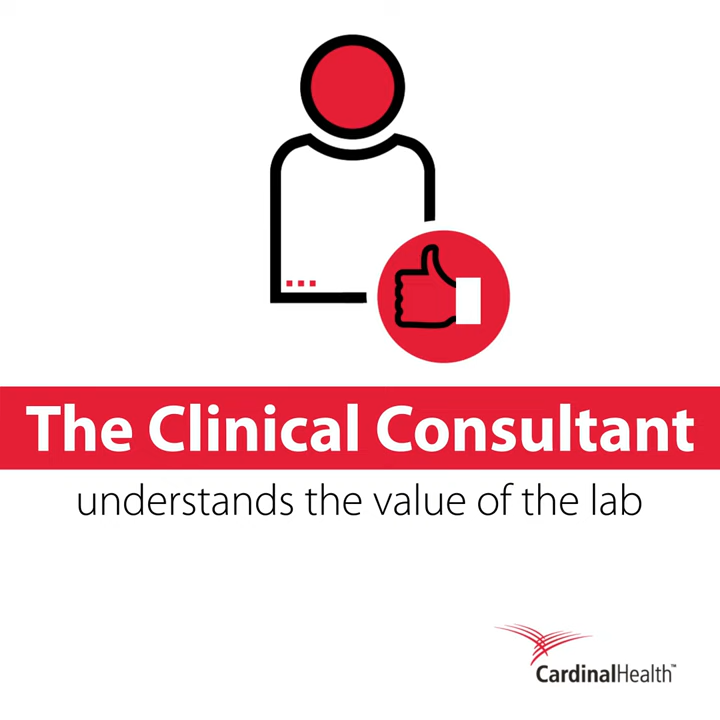 The Clinical Consultant
understands the value of the lab
CardinalHealth™